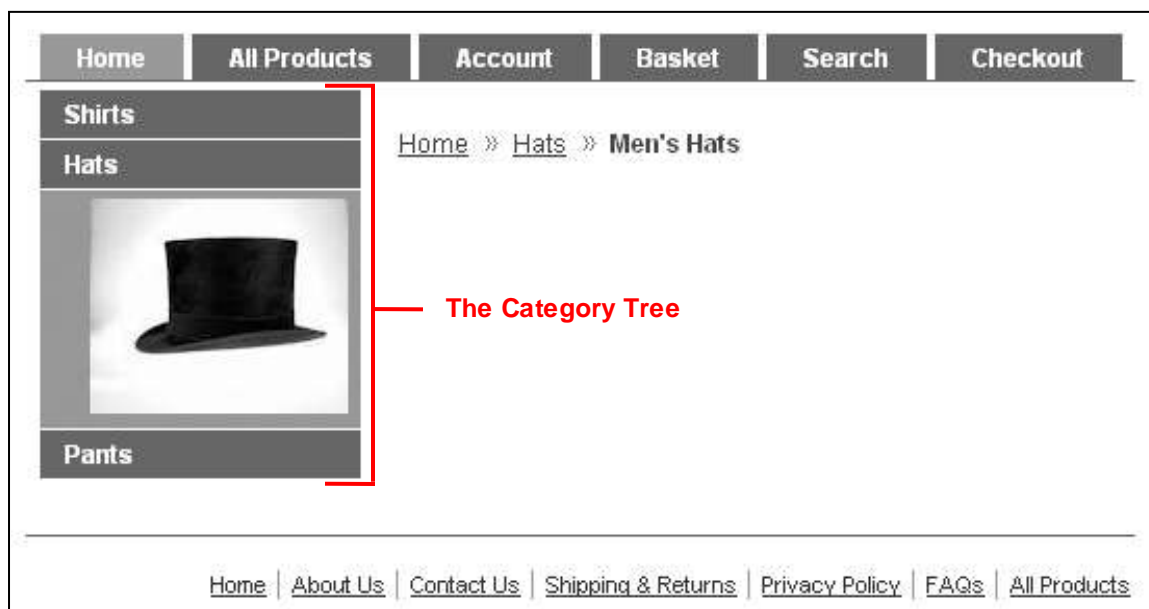 Home All Products Account Basket Search Checkout
Shirts
Home » Hats » Men's Hats
Hats
The Category Tree
Pants
Home | About Us | Contact Us | Shipping & Returns | Privacy Policy | FAQs | All Products